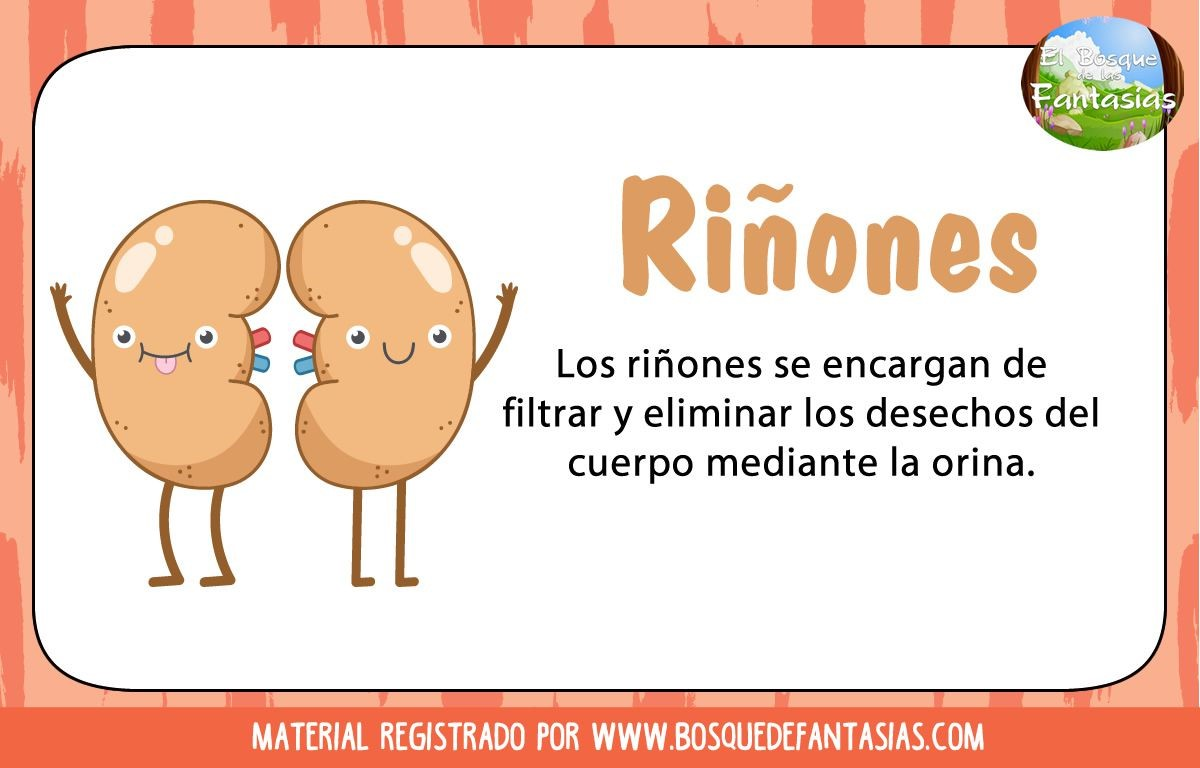 El Bosque
de las
Fantasías
Riñones
Los riñones se encargan de
filtrar y eliminar los desechos del
cuerpo mediante la orina.
MATERIAL REGISTRADO POR WWW.BOSQUEDEFANTASIAS.COM